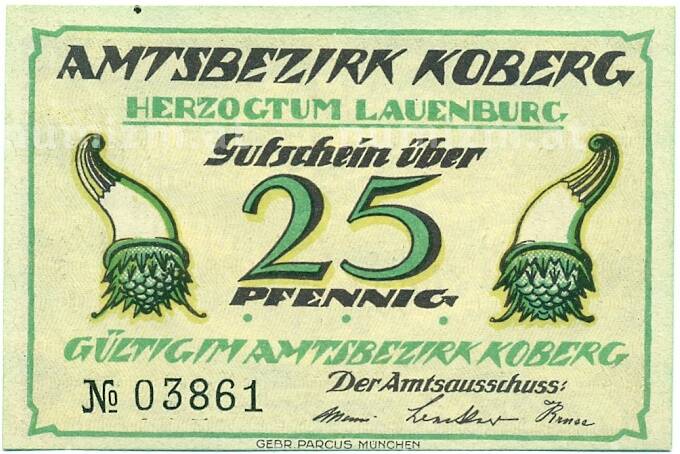 AMTSBEZIRK KOBERG
HERZOGTUM LAUENBURG
Gutschein über
25
PFENNIG
GÜLTIG IM AMTSBEZIRK KOBERG
№ 03861
Der Amtsausschuss:
GEBR. PARCUS MÜNCHEN